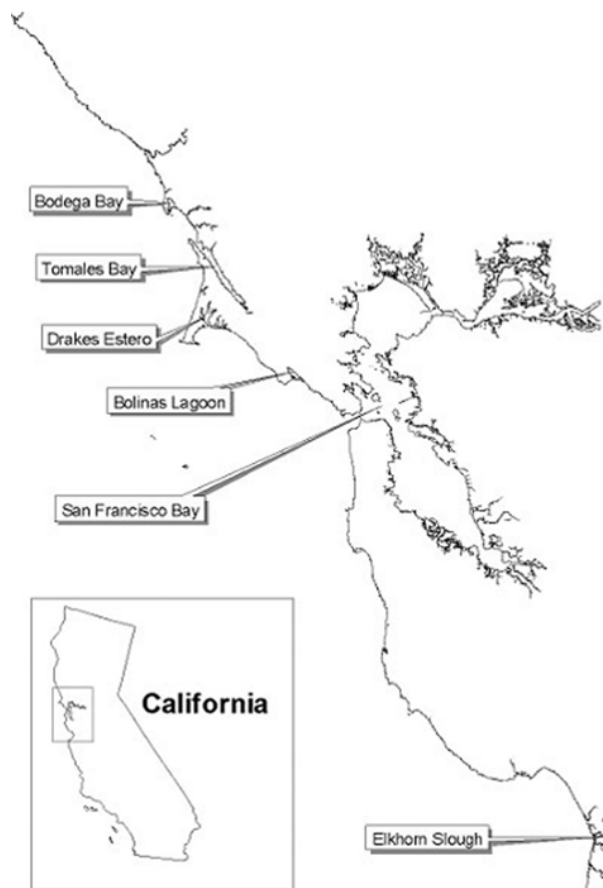 Bodega Bay
Tomales Bay
Drakes Estero
Bolinas Lagoon
San Francisco Bay
California
Elkhorn Slough